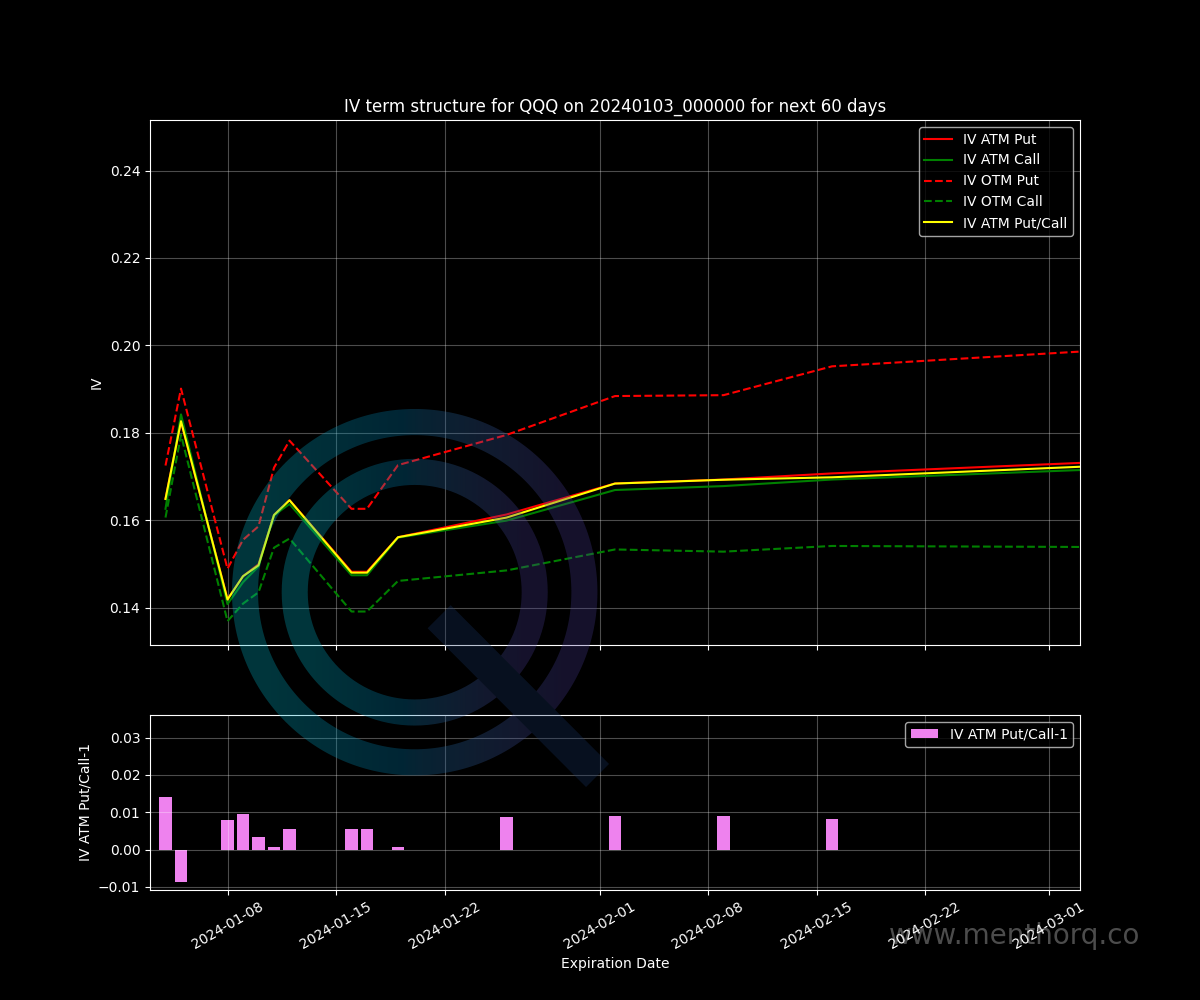 IV term structure for QQQ on 20240103_000000 for next 60 days
IV ATM Put
IV ATM Call
IV OTM Put
IV OTM Call
IV ATM Put/Call
0.24
0.22
0.20
0.18
0.16
0.14
IV
IV ATM Put/Call-1
0.03
0.02
0.01
0.00
−0.01
IV ATM Put/Call-1
2024-01-08
2024-01-15
2024-01-22
2024-02-01
2024-02-08
2024-02-15
2024-02-22
2024-03-01
www.menthorq.co
Expiration Date